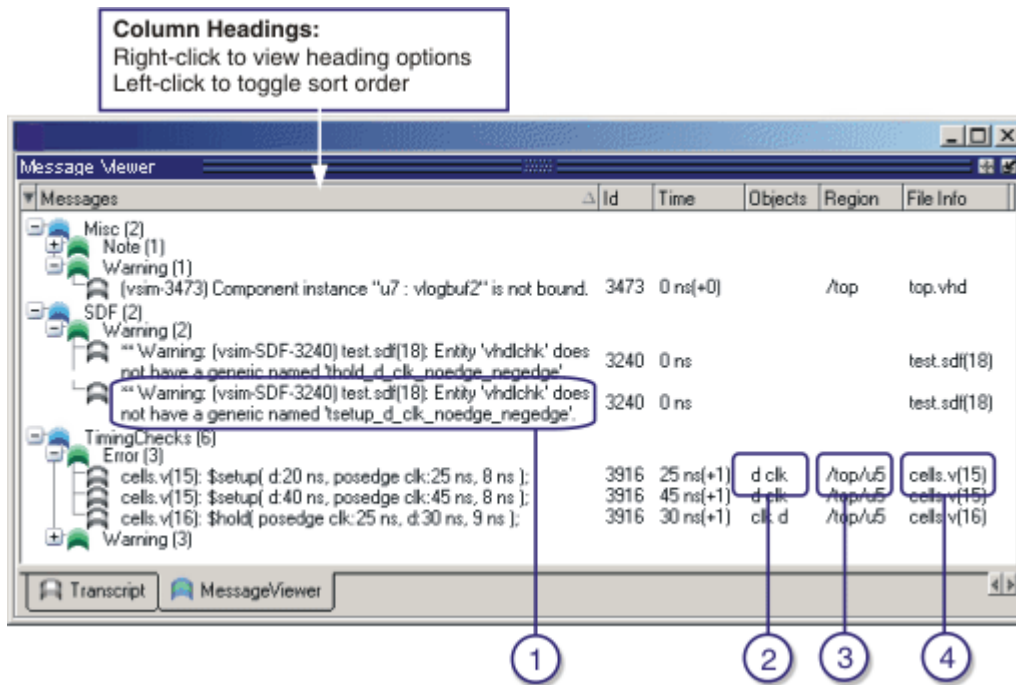 Column Headings:
Right-click to view heading options
Left-click to toggle sort order
Message Viewer
Messages Id Time Objects Region File Info
Misc (2)
Note (1)
Warning (1)
(vsim-3473) Component instance "u7 : vlogbuf2" is not bound. 3473 0 ns(+0) /top top.vhd
SDF (2)
Warning (2)
** Warning: (vsim-SDF-3240) test.sdf(18): Entity 'vhdlchk' does
not have a generic named 'thold_d_clk_noedge_negedge' 3240 0 ns test.sdf(18)
** Warning: (vsim-SDF-3240) test.sdf(18): Entity 'vhdlchk' does
not have a generic named 'tsetup_d_clk_noedge_negedge'. 3240 0 ns test.sdf(18)
TimingChecks (6)
Error (3)
cells.v(15): $setup( d:20 ns, posedge clk:25 ns, 8 ns ); 3916 25 ns(+1) d clk /top/u5 cells.v(15)
cells.v(15): $setup( d:40 ns, posedge clk:45 ns, 8 ns ); 3916 45 ns(+1) d clk /top/u5 cells.v(15)
cells.v(16): $hold( posedge clk:25 ns, d:30 ns, 9 ns ); 3916 30 ns(+1) clk d /top/u5 cells.v(16)
Warning (3)
Transcript MessageViewer
1 2 3 4